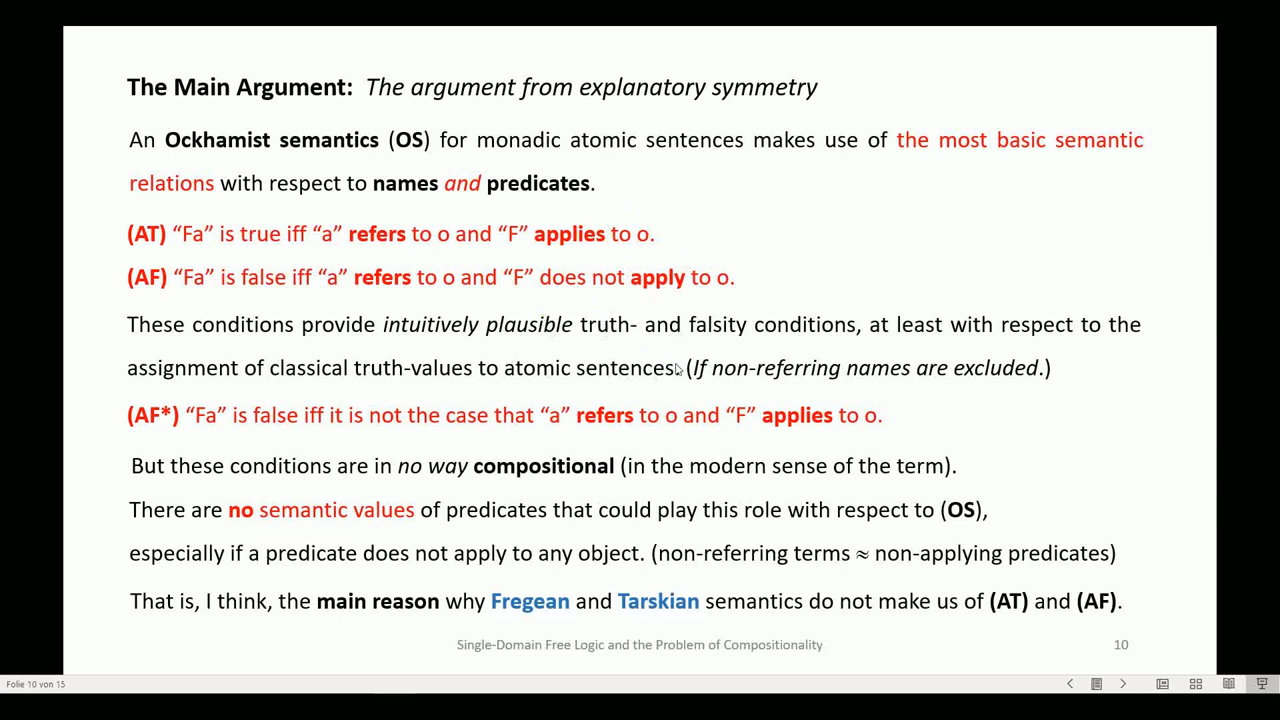 The Main Argument: The argument from explanatory symmetry
An Ockhamist semantics (OS) for monadic atomic sentences makes use of the most basic semantic
relations with respect to names and predicates.
(AT) “Fa” is true iff “a” refers to o and “F” applies to o.
(AF) “Fa” is false iff “a” refers to o and “F” does not apply to o.
These conditions provide intuitively plausible truth- and falsity conditions, at least with respect to the
assignment of classical truth-values to atomic sentences. (If non-referring names are excluded.)
(AF*) “Fa” is false iff it is not the case that “a” refers to o and “F” applies to o.
But these conditions are in no way compositional (in the modern sense of the term).
There are no semantic values of predicates that could play this role with respect to (OS),
especially if a predicate does not apply to any object. (non-referring terms ≈ non-applying predicates)
That is, I think, the main reason why Fregean and Tarskian semantics do not make us of (AT) and (AF).
Single-Domain Free Logic and the Problem of Compositionality 10
Folie 10 von 15